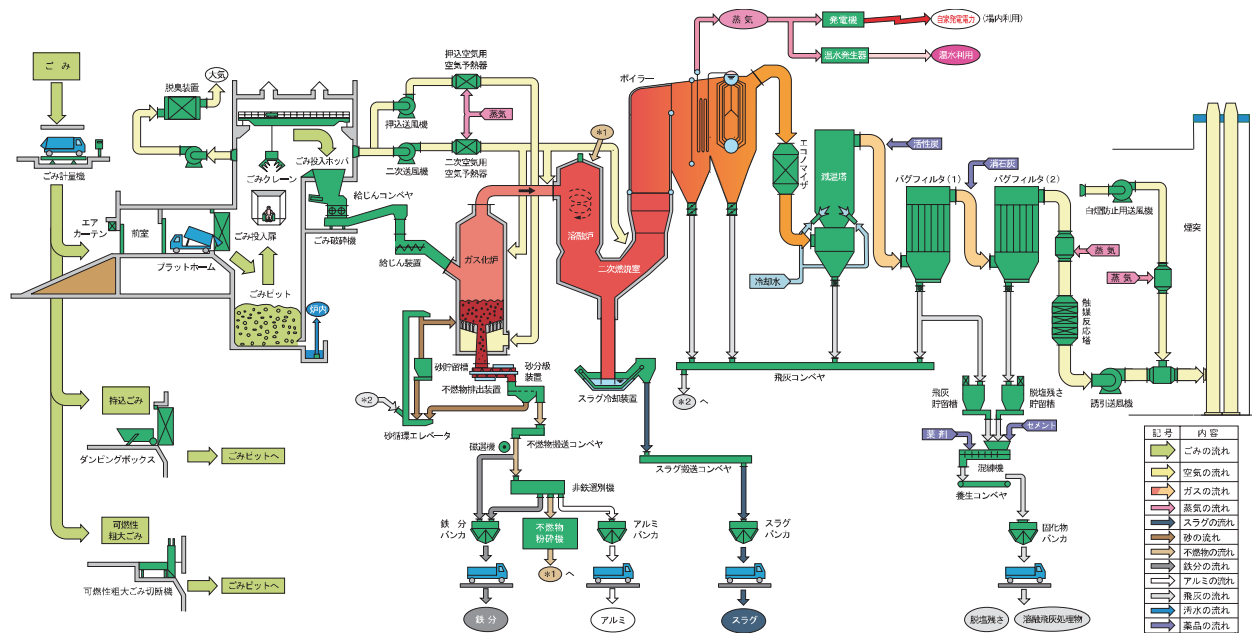 ごみ
ごみ計量機
エア
カーテン
前室
プラットホーム
持込ごみ
ダンピングボックス
ごみピットへ
可燃性
粗大ごみ
可燃性粗大ごみ切断機
ごみピットへ
脱臭装置
大気
ごみクレーン
ごみ投入ホッパ
ごみ投入扉
ごみピット
炉内
押込空気用
空気予熱器
押込送風機
蒸気
二次送風機
二次空気用
空気予熱器
給じんコンベヤ
ごみ破砕機
給じん装置
ガス化炉
砂貯留槽
砂分級
装置
不燃物排出装置
*2
砂循環エレベータ
不燃物搬送コンベヤ
磁選機
非鉄選別機
鉄分
バンカ
不燃物
粉砕機
アルミ
バンカ
*1へ
鉄分
アルミ
*1
溶融炉
二次燃焼室
スラグ冷却装置
スラグ搬送コンベヤ
スラグ
バンカ
スラグ
ボイラー
蒸気
発電機
自家発電電力
(場内利用)
温水発生器
温水利用
エコノマイザ
減温塔
冷却水
飛灰コンベヤ
*2へ
活性炭
消石灰
バグフィルタ(1)
バグフィルタ(2)
白煙防止用送風機
蒸気
蒸気
触媒反応塔
誘引送風機
煙突
飛灰
貯留槽
脱塩残さ
貯留槽
薬剤
セメント
混練機
養生コンベヤ
固化物
バンカ
脱塩残さ
溶融飛灰処理物
記号 内容
ごみの流れ
空気の流れ
ガスの流れ
蒸気の流れ
スラグの流れ
砂の流れ
不燃物の流れ
鉄分の流れ
アルミの流れ
飛灰の流れ
汚水の流れ
薬品の流れ